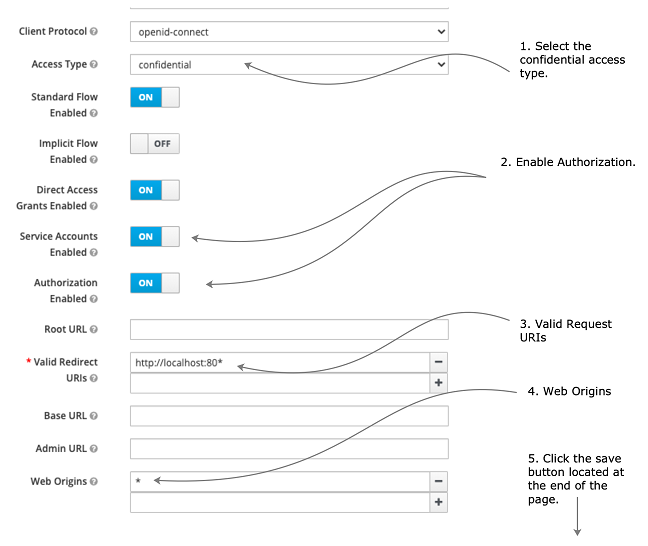 Client Protocol ?
openid-connect
Access Type ?
confidential
1. Select the
confidential access
type.
Standard Flow
Enabled ?
ON
Implicit Flow
Enabled ?
OFF
2. Enable Authorization.
Direct Access
Grants Enabled ?
ON
Service Accounts
Enabled ?
ON
Authorization
Enabled ?
ON
Root URL ?
3. Valid Request
URIs
* Valid Redirect
URIs ?
http://localhost:80*
4. Web Origins
Base URL ?
Admin URL ?
Web Origins ?
*
5. Click the save
button located at
the end of the
page.